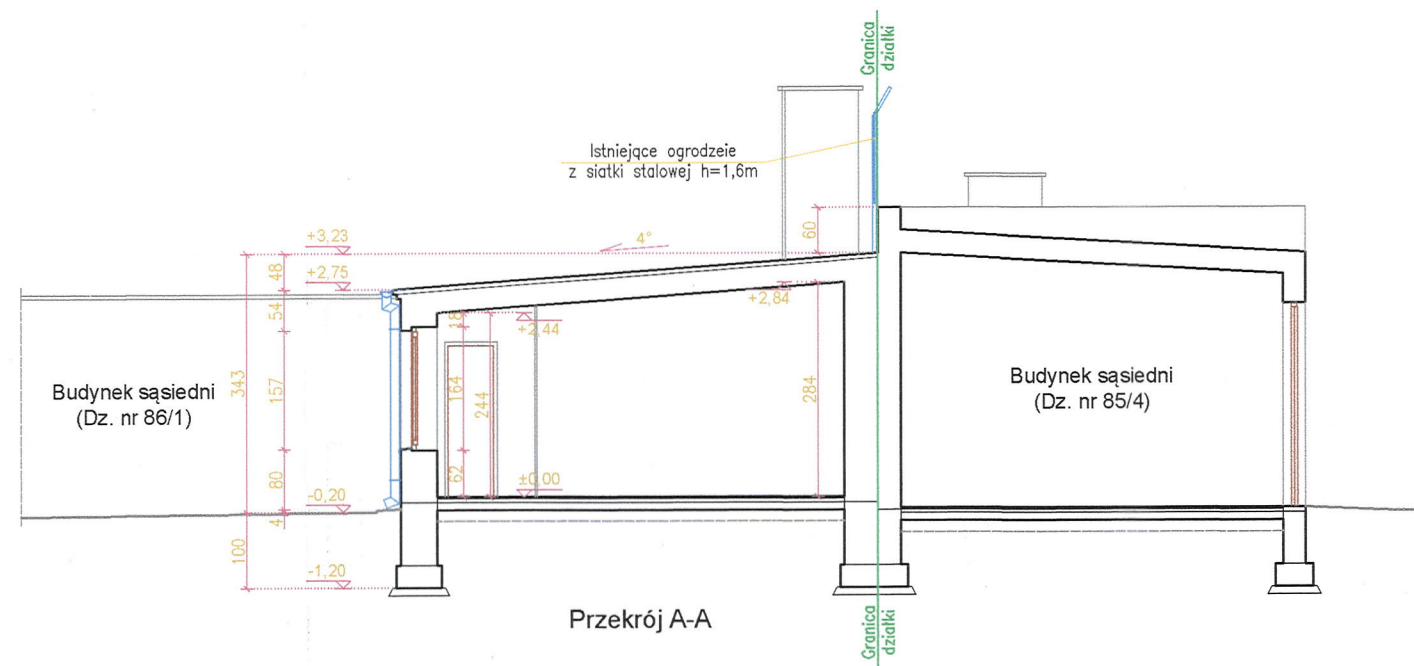 Granica
działki
Istniejące ogrodzeie
z siatki stalowej h=1,6m
+3,23
4°
60
48
+2,75
+2,84
54
18
+2,44
343
157
164
244
284
Budynek sąsiedni
(Dz. nr 86/1)
Budynek sąsiedni
(Dz. nr 85/4)
80
62
±0,00
-0,20
4
100
-1,20
Przekrój A-A
Granica
działki